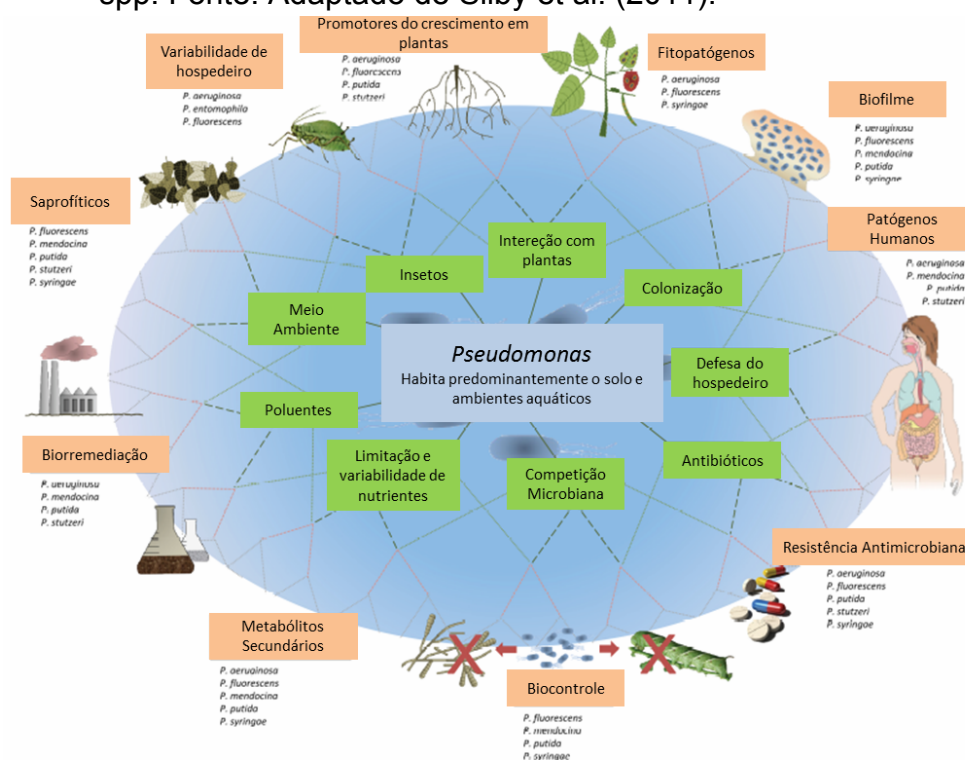 spp. Fonte: Adaptado de Silby et al. (2011).
Promotores do crescimento em
plantas
P. aeruginosa
P. fluorescens
P. putida
P. stutzeri
Variabilidade de
hospedeiro
P. aeruginosa
P. entomophila
P. fluorescens
Fitopatógenos
P. aeruginosa
P. fluorescens
P. syringae
Biofilme
P. aeruginosa
P. fluorescens
P. mendocina
P. putida
P. syringae
Saprofíticos
P. fluorescens
P. mendocina
P. putida
P. stutzeri
P. syringae
Patógenos
Humanos
P. aeruginosa
P. mendocina
P. putida
P. stutzeri
Intereção com
plantas
Insetos
Colonização
Meio
Ambiente
Pseudomonas
Habita predominantemente o solo e
ambientes aquáticos
Defesa do
hospedeiro
Poluentes
Limitação e
variabilidade de
nutrientes
Competição
Microbiana
Antibióticos
Biorremediação
P. aeruginosa
P. mendocina
P. putida
P. stutzeri
Resistência Antimicrobiana
P. aeruginosa
P. fluorescens
P. putida
P. stutzeri
P. syringae
Metabólitos
Secundários
P. aeruginosa
P. fluorescens
P. mendocina
P. putida
P. syringae
Biocontrole
P. fluorescens
P. mendocina
P. putida
P. syringae